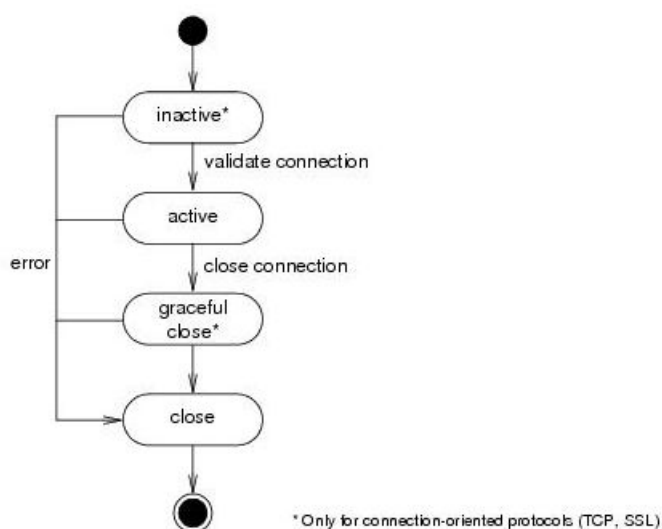 inactive*
validate connection
active
error
close connection
graceful
close*
close
* Only for connection-oriented protocols (TCP, SSL)